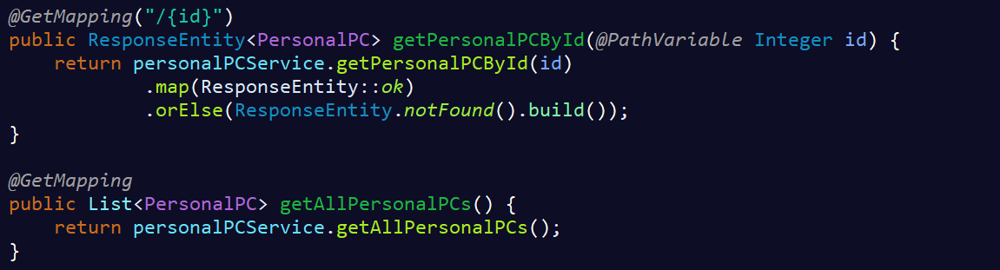 @GetMapping("/{id}")
public ResponseEntity<PersonalPC> getPersonalPCById(@PathVariable Integer id) {
    return personalPCService.getPersonalPCById(id)
            .map(ResponseEntity::ok)
            .orElse(ResponseEntity.notFound().build());
}

@GetMapping
public List<PersonalPC> getAllPersonalPCs() {
    return personalPCService.getAllPersonalPCs();
}